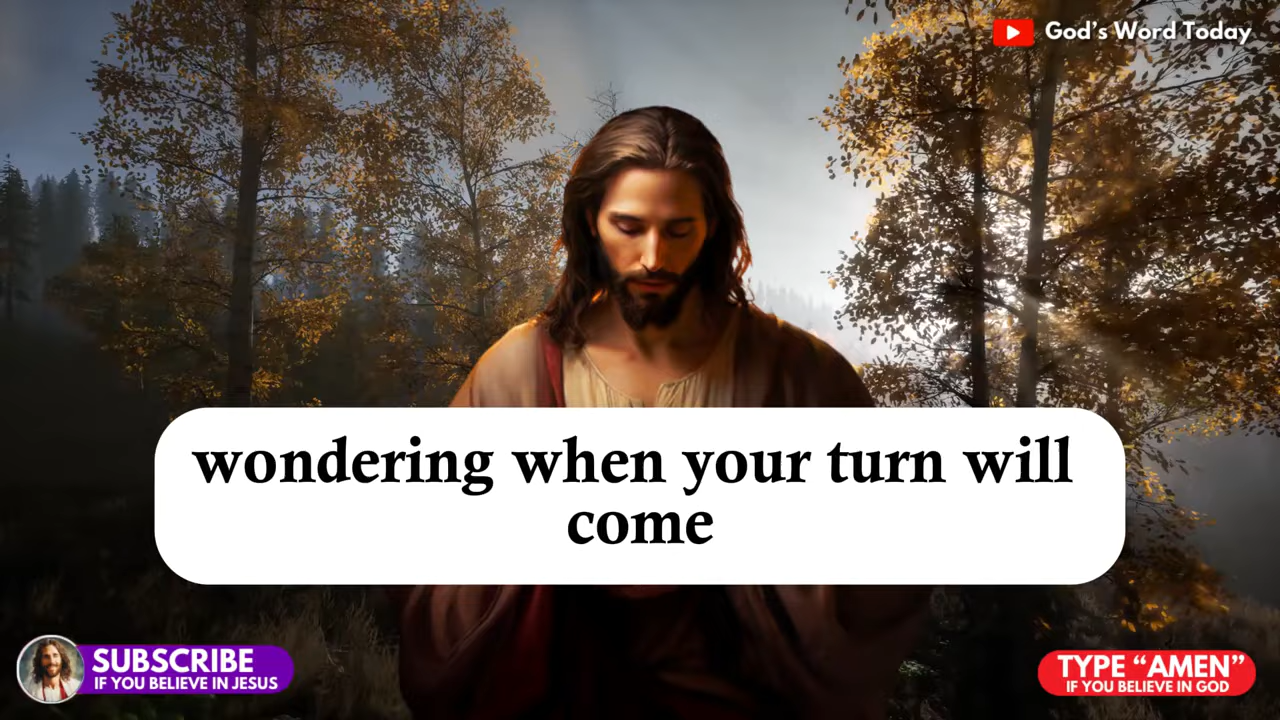 God's Word Today
wondering when your turn will
come
SUBSCRIBE
IF YOU BELIEVE IN JESUS
TYPE “AMEN”
IF YOU BELIEVE IN GOD